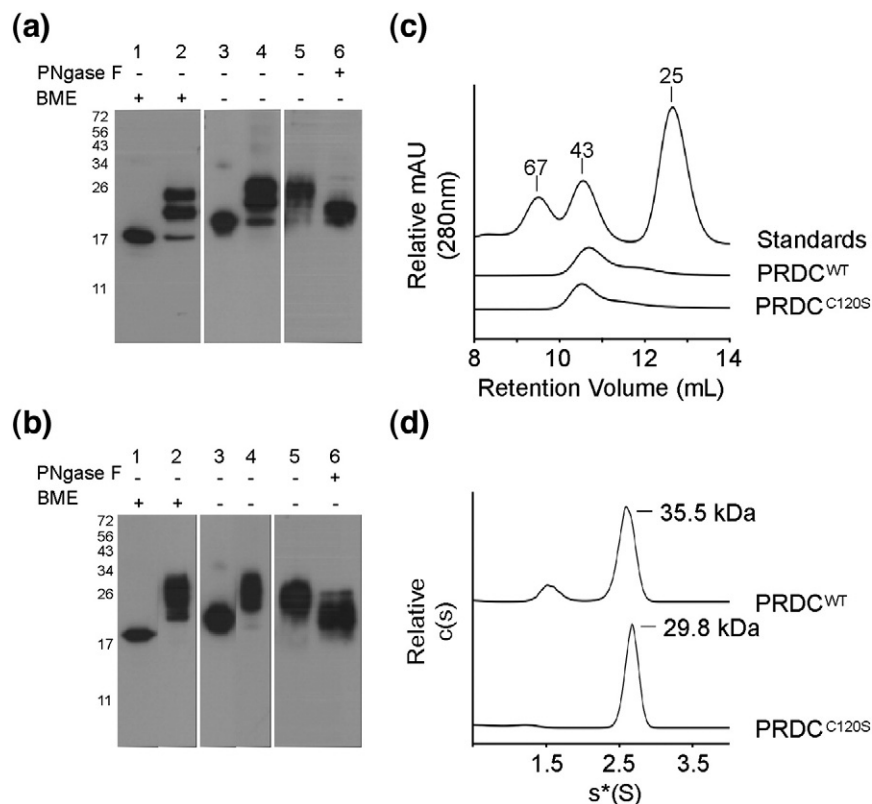 (a)
1 2 3 4 5 6
PNgase F - - - - - +
BME + + - - - -
72
56
43
34
26
17
11
(b)
1 2 3 4 5 6
PNgase F - - - - - +
BME + + - - - -
72
56
43
34
26
17
11
(c)
67 43 25
Relative mAU
(280nm)
Standards
PRDCWT
PRDCC120S
8 10 12 14
Retention Volume (mL)
(d)
35.5 kDa
PRDCWT
29.8 kDa
PRDCC120S
Relative
c(s)
1.5 2.5 3.5
s*(S)